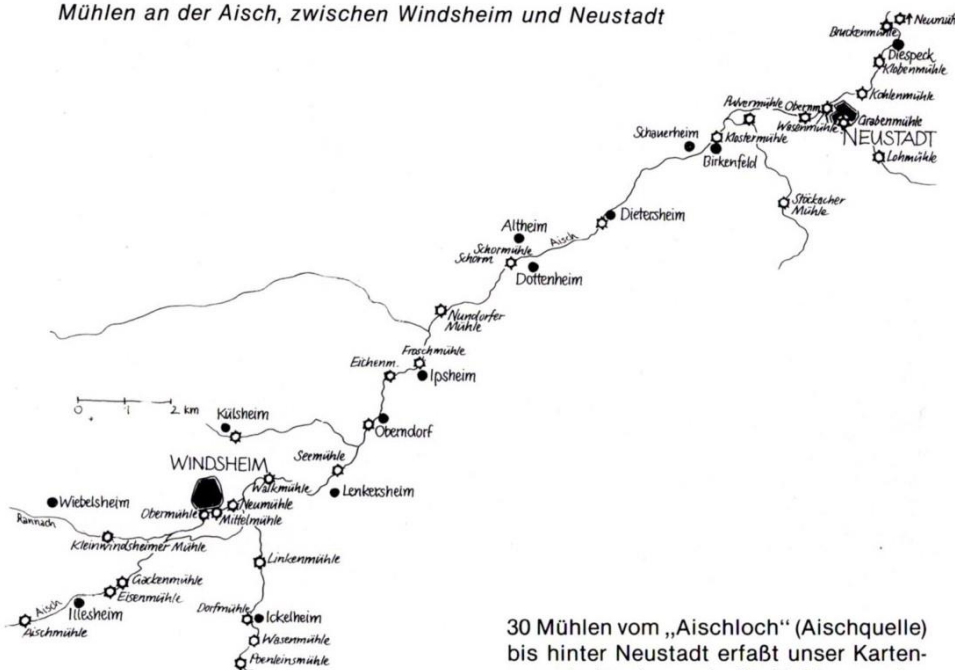 Mühlen an der Aisch, zwischen Windsheim und Neustadt
Neumühle
Bruckenmühle
Diespeck
Klobenmühle
Kohlenmühle
Pulvermühle
Obernm.
Wasenmühle
Grabenmühle
NEUSTADT
Schauerheim
Klostermühle
Birkenfeld
Lohmühle
Stöckacher
Mühle
Altheim
Aisch
Dietersheim
Schormühle
Schorm.
Dottenheim
Nundorfer
Mühle
Froschmühle
Eichenm.
Ipsheim
0 1 2 km
Külsheim
Oberndorf
Seemühle
WINDSHEIM
Walkmühle
Lenkersheim
Wiebelsheim
Neumühle
Obermühle
Mittelmühle
Rannach
Kleinwindsheimer Mühle
Linkenmühle
Gackenmühle
Eisenmühle
Aisch
Illesheim
Aischmühle
Dorfmühle
Ickelheim
Wasenmühle
Poenleinsmühle
30 Mühlen vom „Aischloch“ (Aischquelle)
bis hinter Neustadt erfaßt unser Karten-